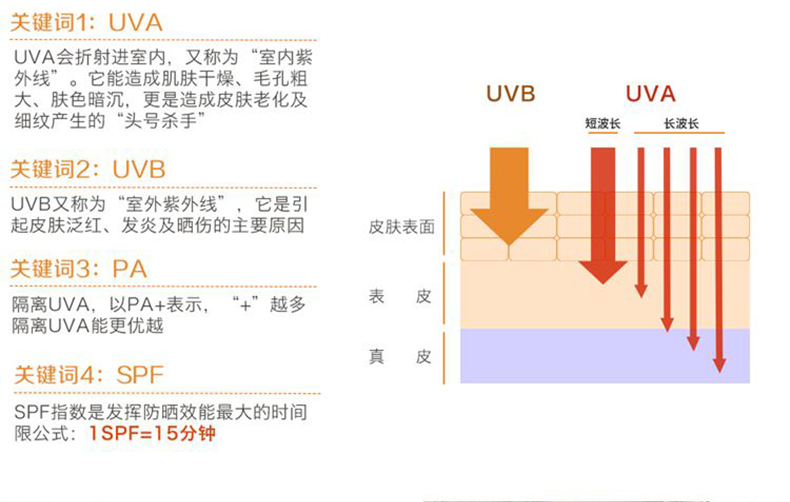 关键词1：UVA
UVA会折射进室内，又称为“室内紫
外线”。它能造成肌肤干燥、毛孔粗
大、肤色暗沉，更是造成皮肤老化及
细纹产生的“头号杀手”
关键词2：UVB
UVB又称为“室外紫外线”，它是引
起皮肤泛红、发炎及晒伤的主要原因
关键词3：PA
隔离UVA，以PA+表示，“+”越多
隔离UVA能更优越
关键词4：SPF
SPF指数是发挥防晒效能最大的时间
限公式：1SPF=15分钟
UVB UVA
短波长 长波长
皮肤表面
表 皮
真 皮